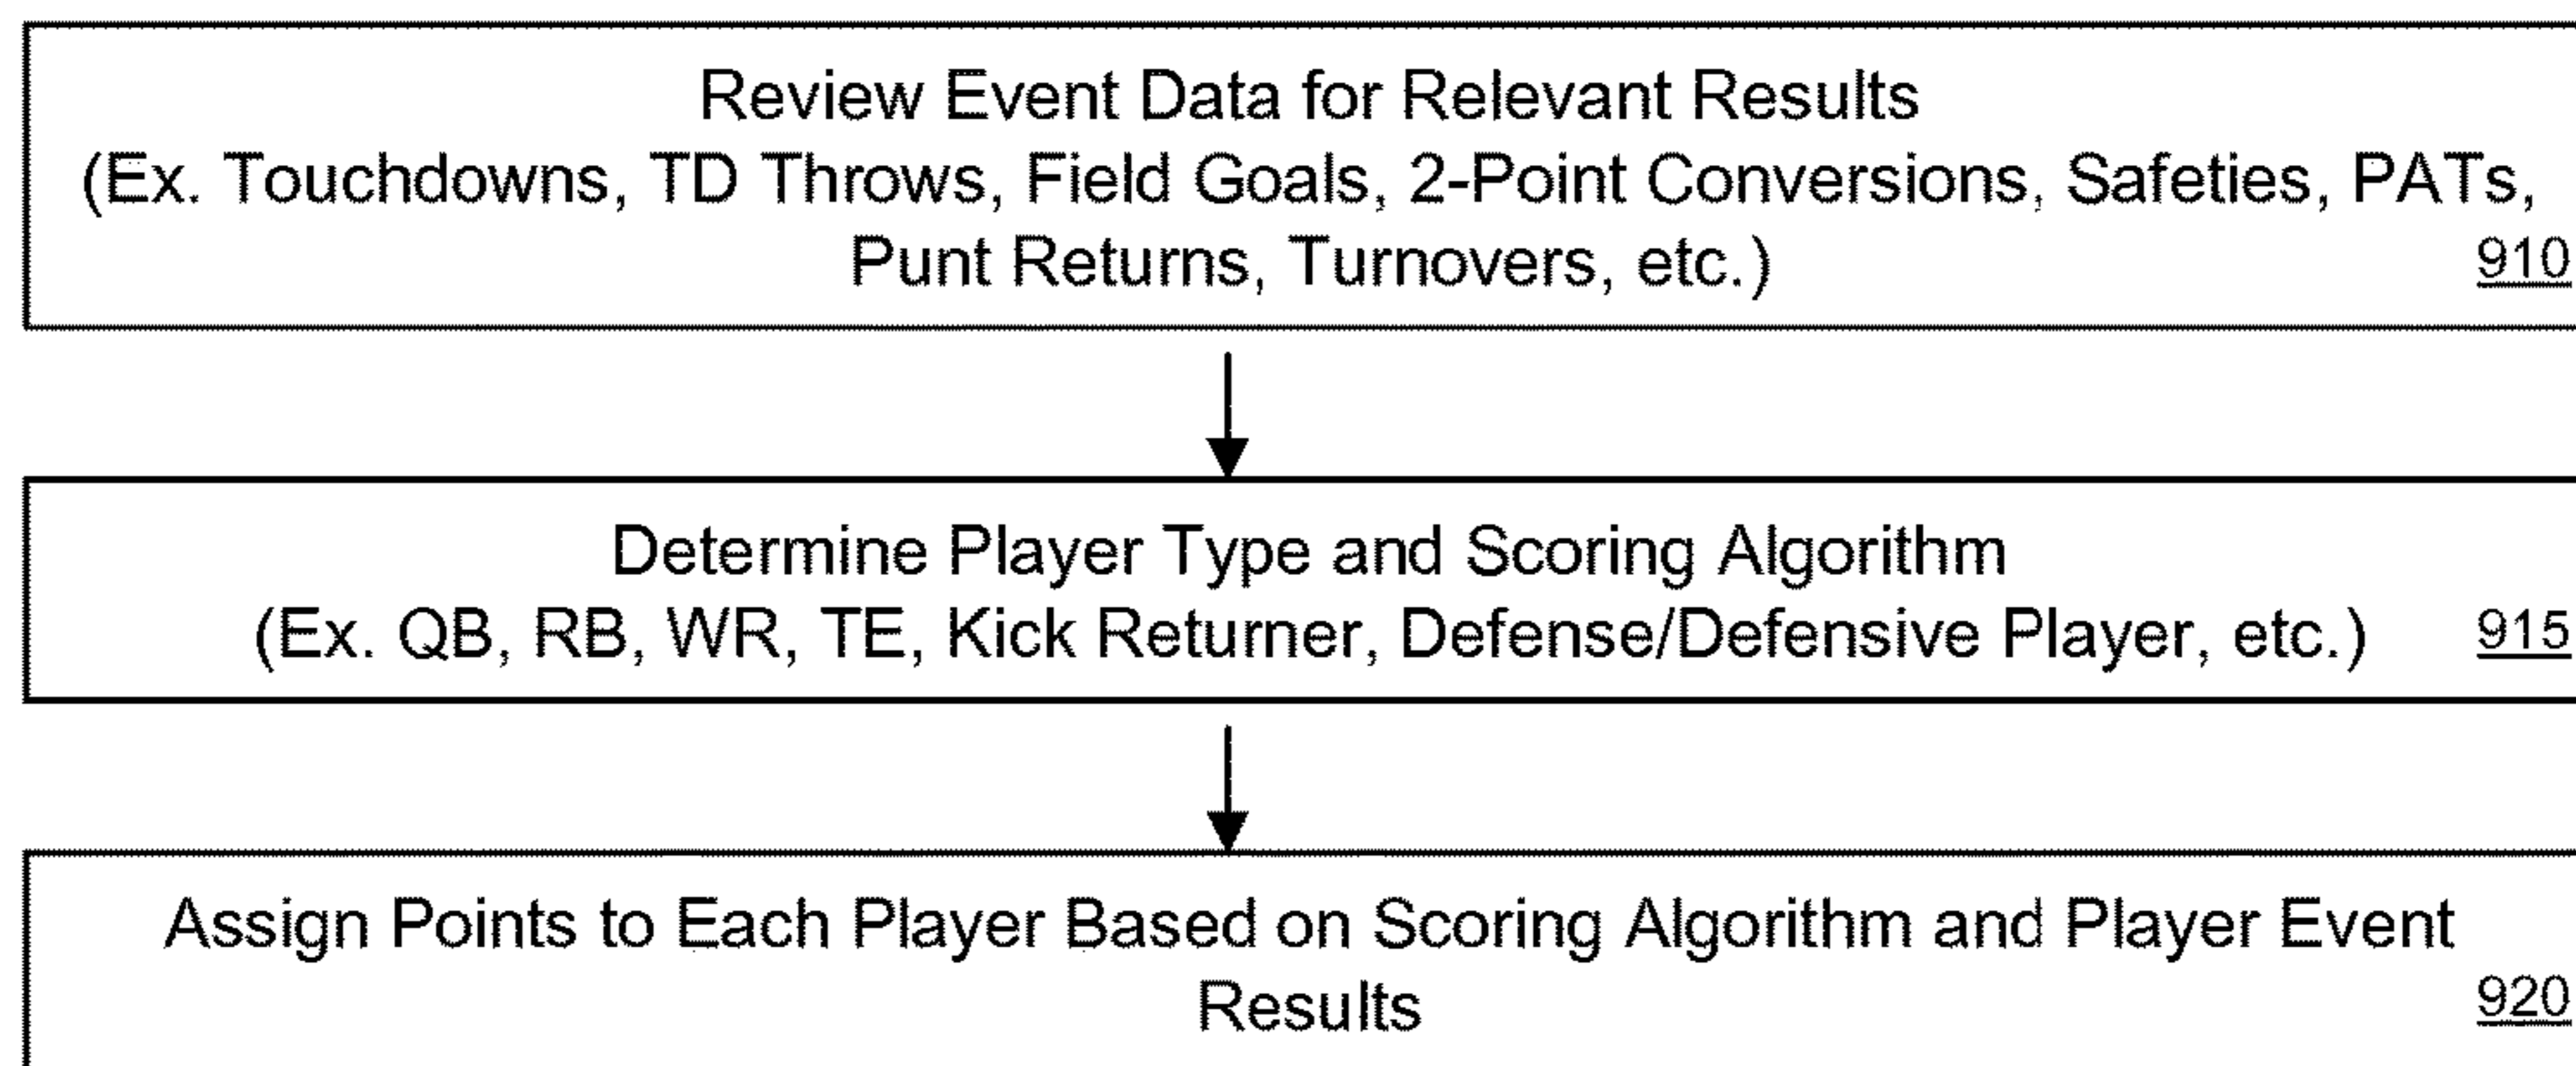 Review Event Data for Relevant Results
(Ex. Touchdowns, TD Throws, Field Goals, 2-Point Conversions, Safeties, PATs,
Punt Returns, Turnovers, etc.)
910
Determine Player Type and Scoring Algorithm
(Ex. QB, RB, WR, TE, Kick Returner, Defense/Defensive Player, etc.)
915
Assign Points to Each Player Based on Scoring Algorithm and Player Event
Results
920